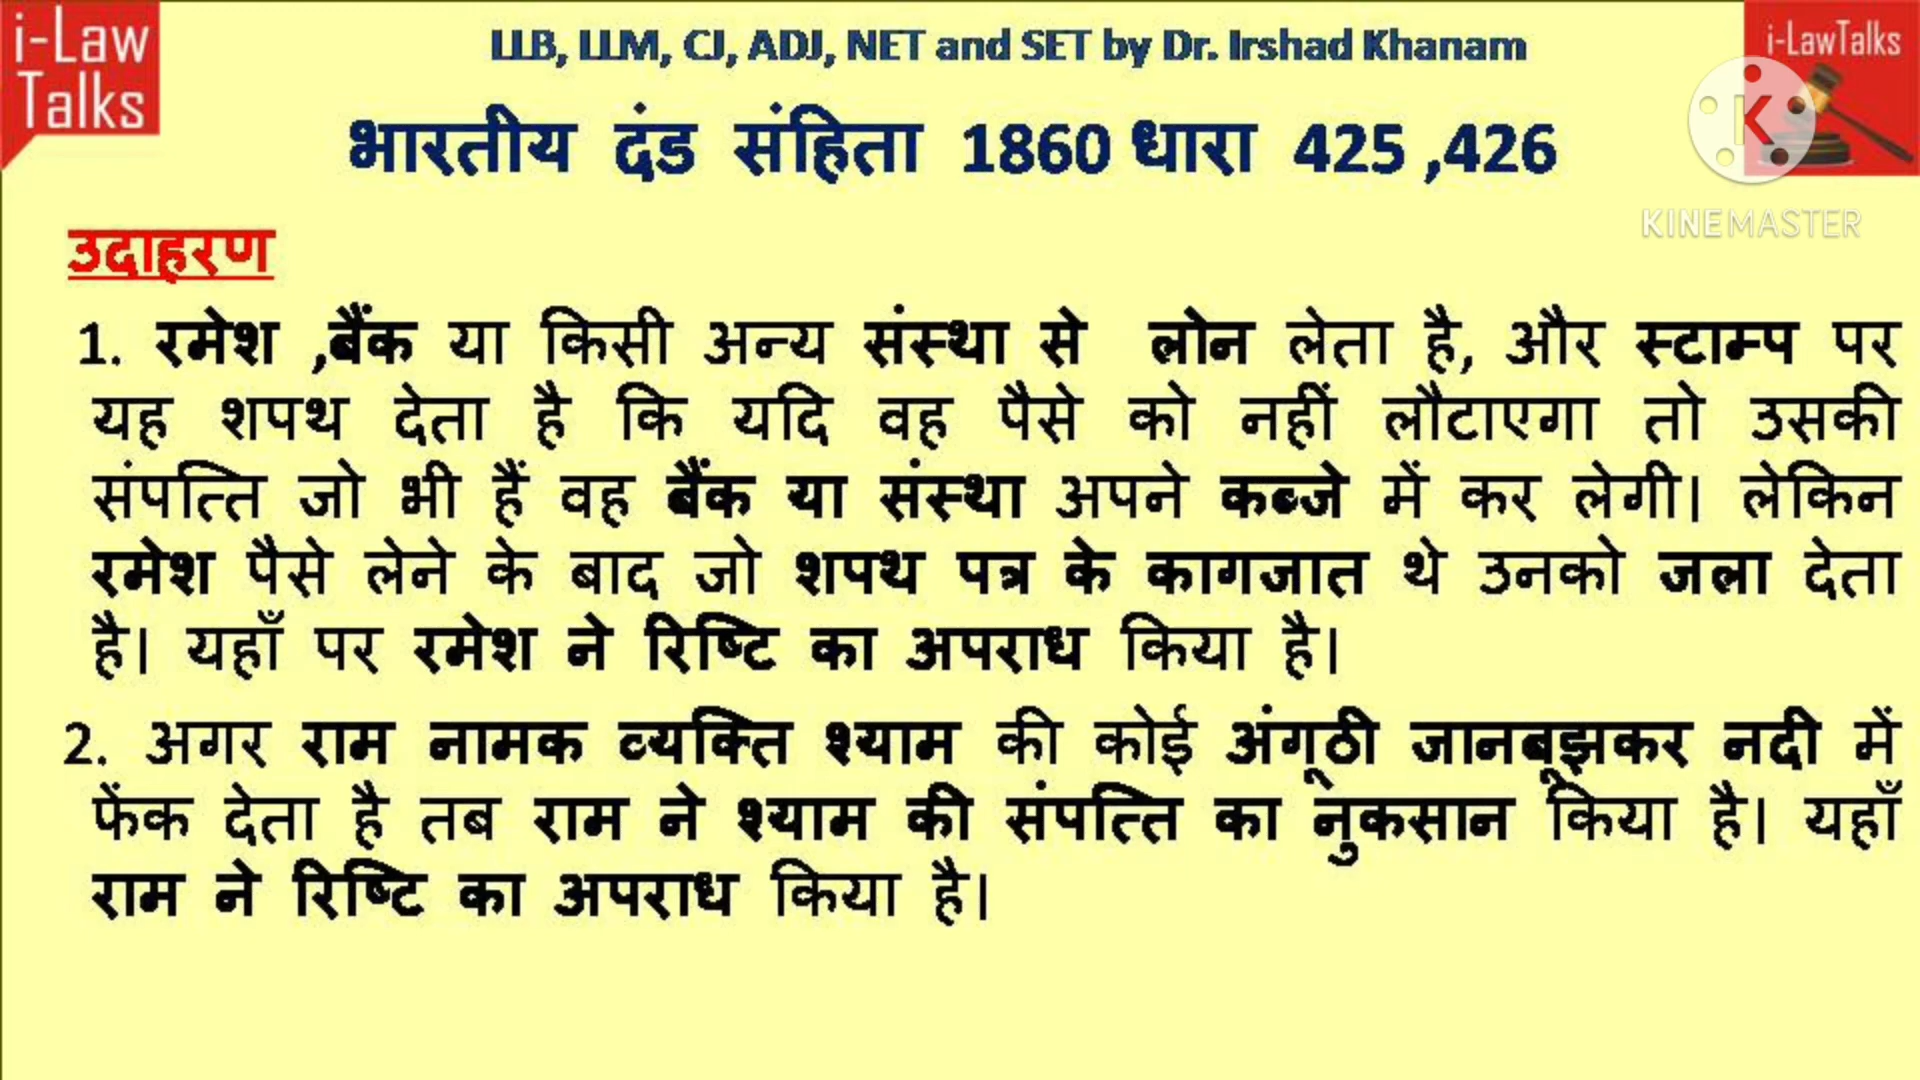 i-Law
Talks
LLB, LLM, CJ, ADJ, NET and SET by Dr. Irshad Khanam
i-LawTalks
K
KINEMASTER
भारतीय दंड संहिता 1860 धारा 425 ,426
उदाहरण
1. रमेश ,बैंक या किसी अन्य संस्था से लोन लेता है, और स्टाम्प पर
यह शपथ देता है कि यदि वह पैसे को नहीं लौटाएगा तो उसकी
संपत्ति जो भी हैं वह बैंक या संस्था अपने कब्जे में कर लेगी। लेकिन
रमेश पैसे लेने के बाद जो शपथ पत्र के कागजात थे उनको जला देता
है। यहाँ पर रमेश ने रिष्टि का अपराध किया है।
2. अगर राम नामक व्यक्ति श्याम की कोई अंगूठी जानबूझकर नदी में
फेंक देता है तब राम ने श्याम की संपत्ति का नुकसान किया है। यहाँ
राम ने रिष्टि का अपराध किया है।